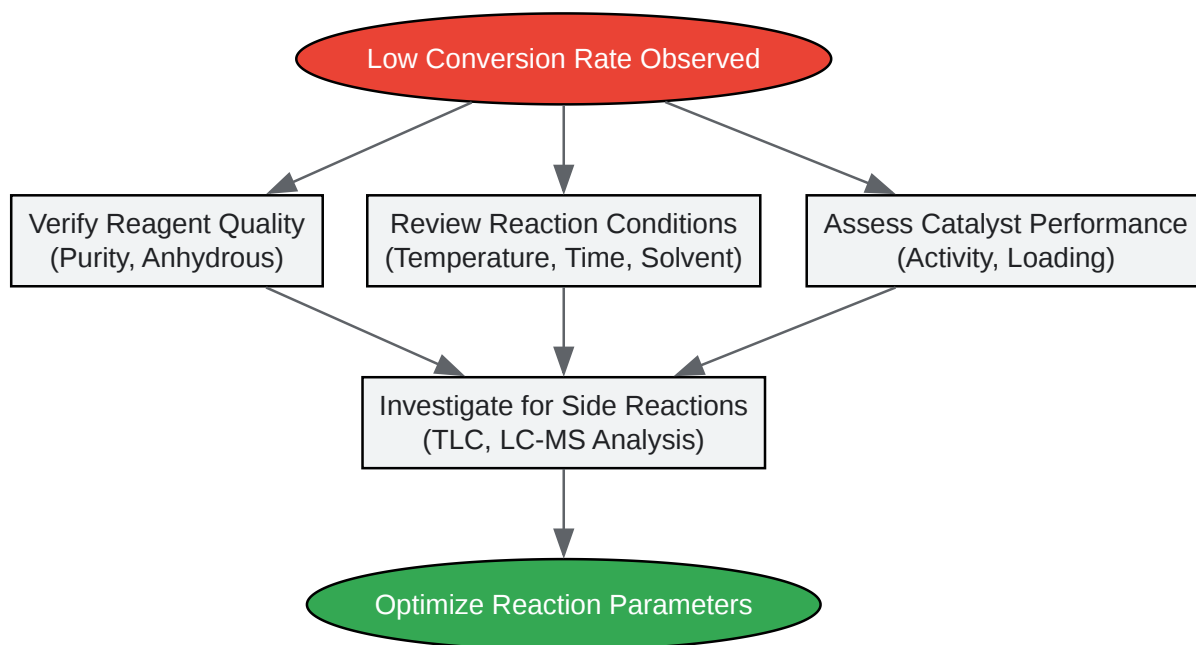 Low Conversion Rate Observed
Verify Reagent Quality
(Purity, Anhydrous)
Review Reaction Conditions
(Temperature, Time, Solvent)
Assess Catalyst Performance
(Activity, Loading)
Investigate for Side Reactions
(TLC, LC-MS Analysis)
Optimize Reaction Parameters